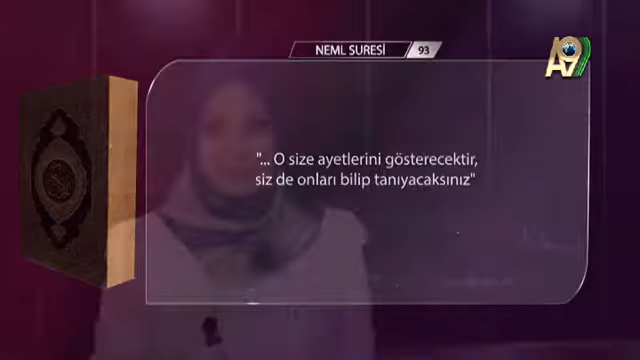 NEML SURESİ 93
A9
"... O size ayetlerini gösterecektir,
siz de onları bilip tanıyacaksınız"